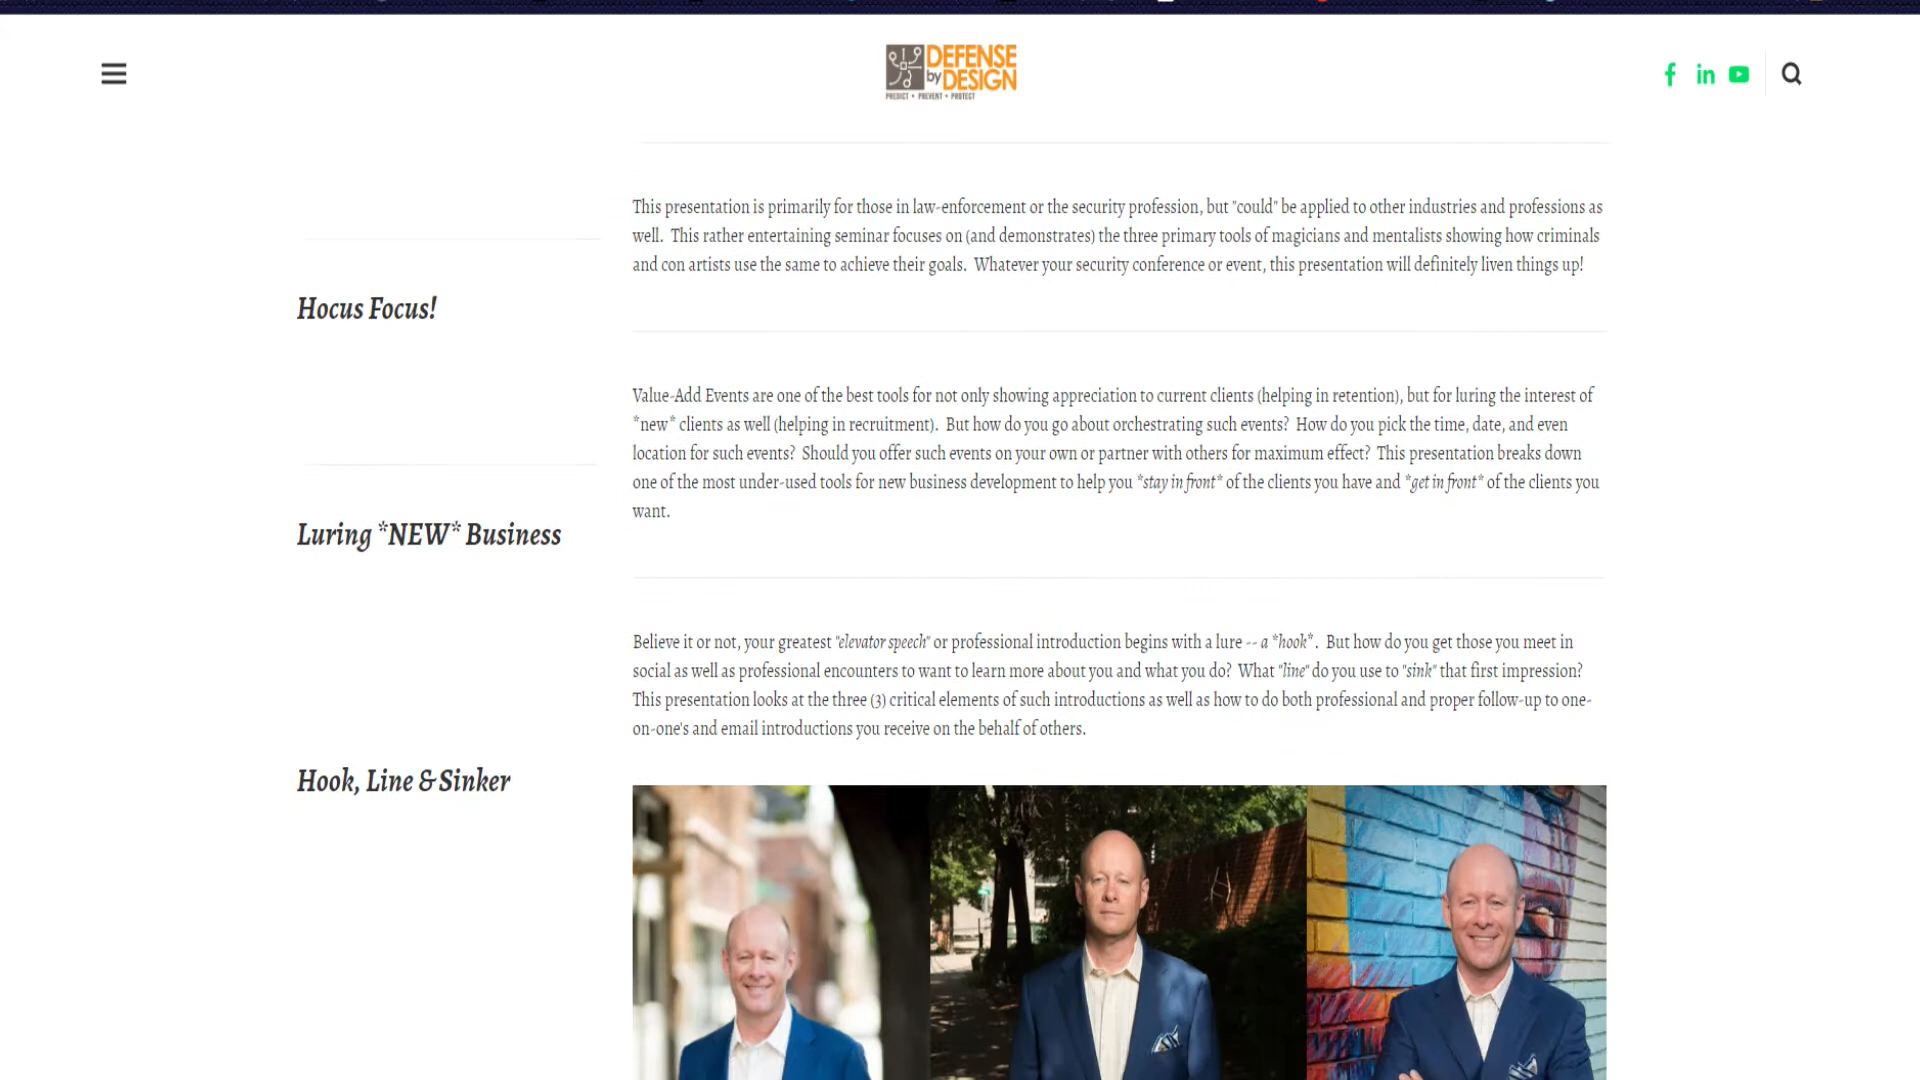 DEFENSE
by DESIGN
PREDICT • PREVENT • PROTECT
This presentation is primarily for those in law-enforcement or the security profession, but "could" be applied to other industries and professions as
well. This rather entertaining seminar focuses on (and demonstrates) the three primary tools of magicians and mentalists showing how criminals
and con artists use the same to achieve their goals. Whatever your security conference or event, this presentation will definitely liven things up!
Hocus Focus!
Value-Add Events are one of the best tools for not only showing appreciation to current clients (helping in retention), but for luring the interest of
*new* clients as well (helping in recruitment). But how do you go about orchestrating such events? How do you pick the time, date, and even
location for such events? Should you offer such events on your own or partner with others for maximum effect? This presentation breaks down
one of the most under-used tools for new business development to help you *stay in front* of the clients you have and *get in front* of the clients you
want.
Luring *NEW* Business
Believe it or not, your greatest "elevator speech" or professional introduction begins with a lure -- a *hook*. But how do you get those you meet in
social as well as professional encounters to want to learn more about you and what you do? What "line" do you use to "sink" that first impression?
This presentation looks at the three (3) critical elements of such introductions as well as how to do both professional and proper follow-up to one-
on-one's and email introductions you receive on the behalf of others.
Hook, Line & Sinker